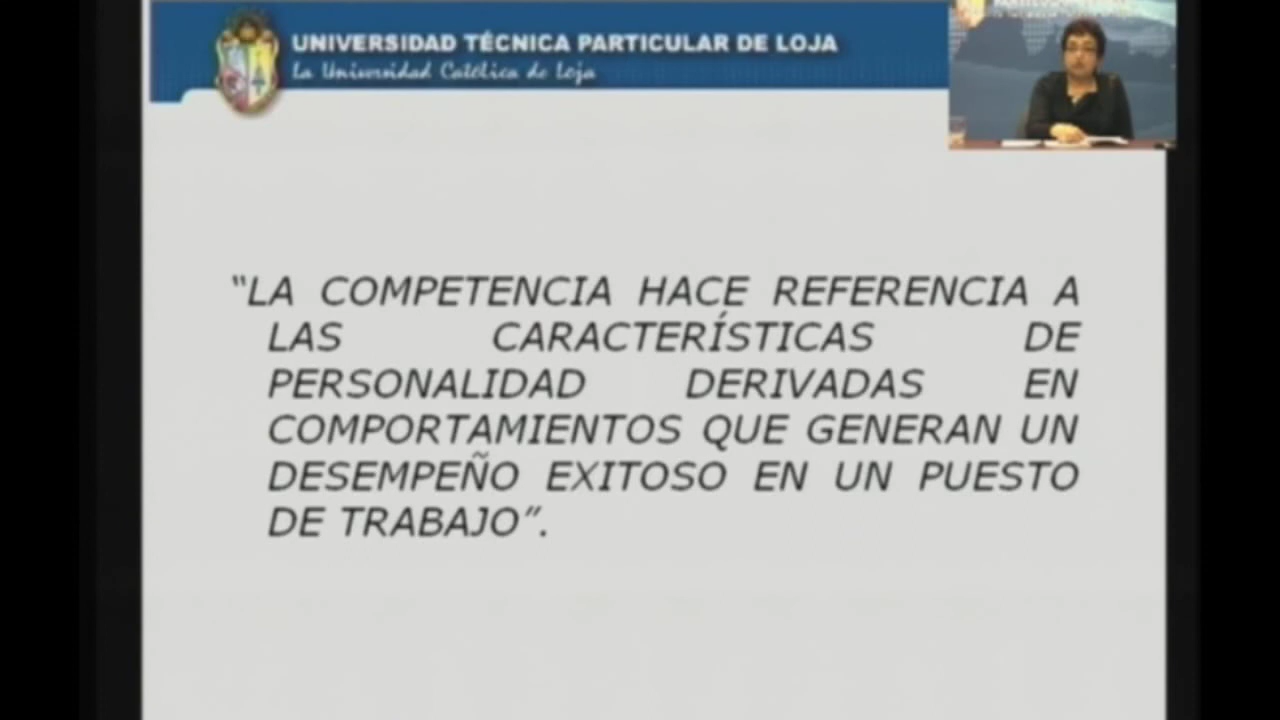 UNIVERSIDAD TÉCNICA PARTICULAR DE LOJA
La Universidad Católica de Loja
“LA COMPETENCIA HACE REFERENCIA A
LAS CARACTERÍSTICAS DE
PERSONALIDAD DERIVADAS EN
COMPORTAMIENTOS QUE GENERAN UN
DESEMPEÑO EXITOSO EN UN PUESTO
DE TRABAJO”.